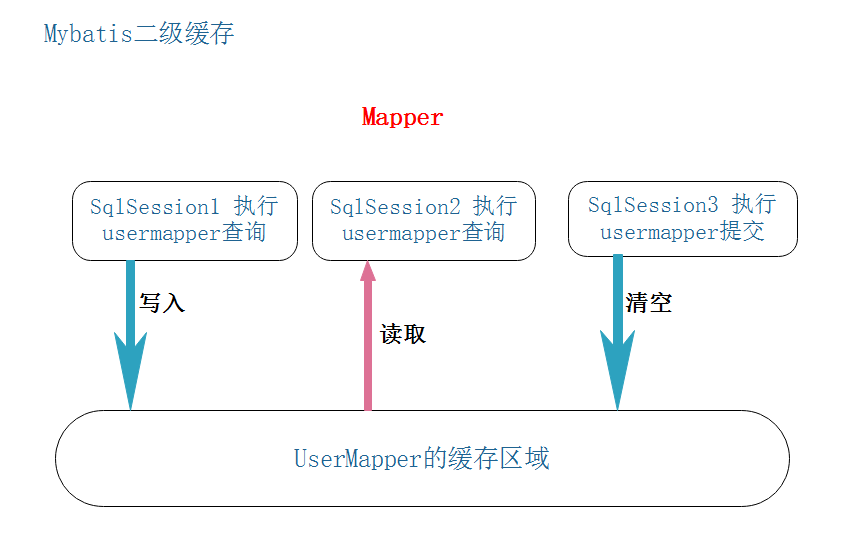 Mybatis二级缓存
Mapper
SqlSession1 执行
usermapper查询
SqlSession2 执行
usermapper查询
SqlSession3 执行
usermapper提交
写入
读取
清空
UserMapper的缓存区域